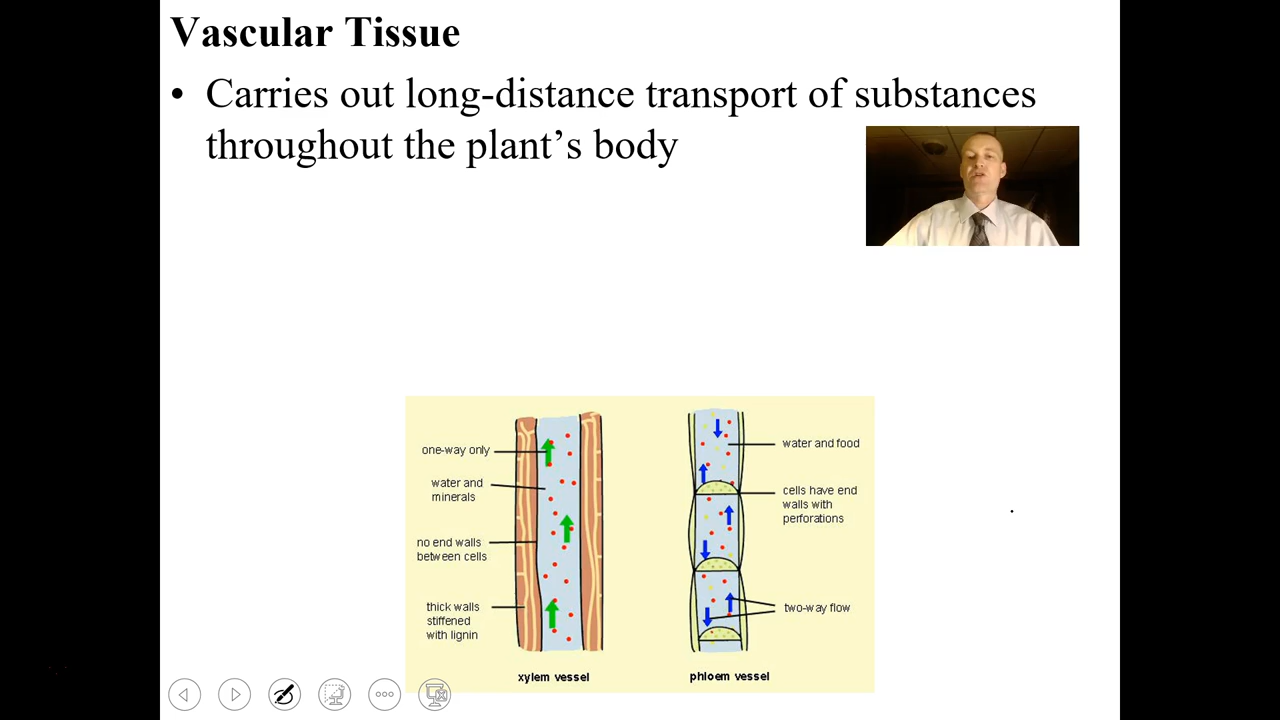 Vascular Tissue
• Carries out long-distance transport of substances
throughout the plant’s body
one-way only
water and
minerals
no end walls
between cells
thick walls
stiffened
with lignin
xylem vessel
water and food
cells have end
walls with
perforations
two-way flow
phloem vessel